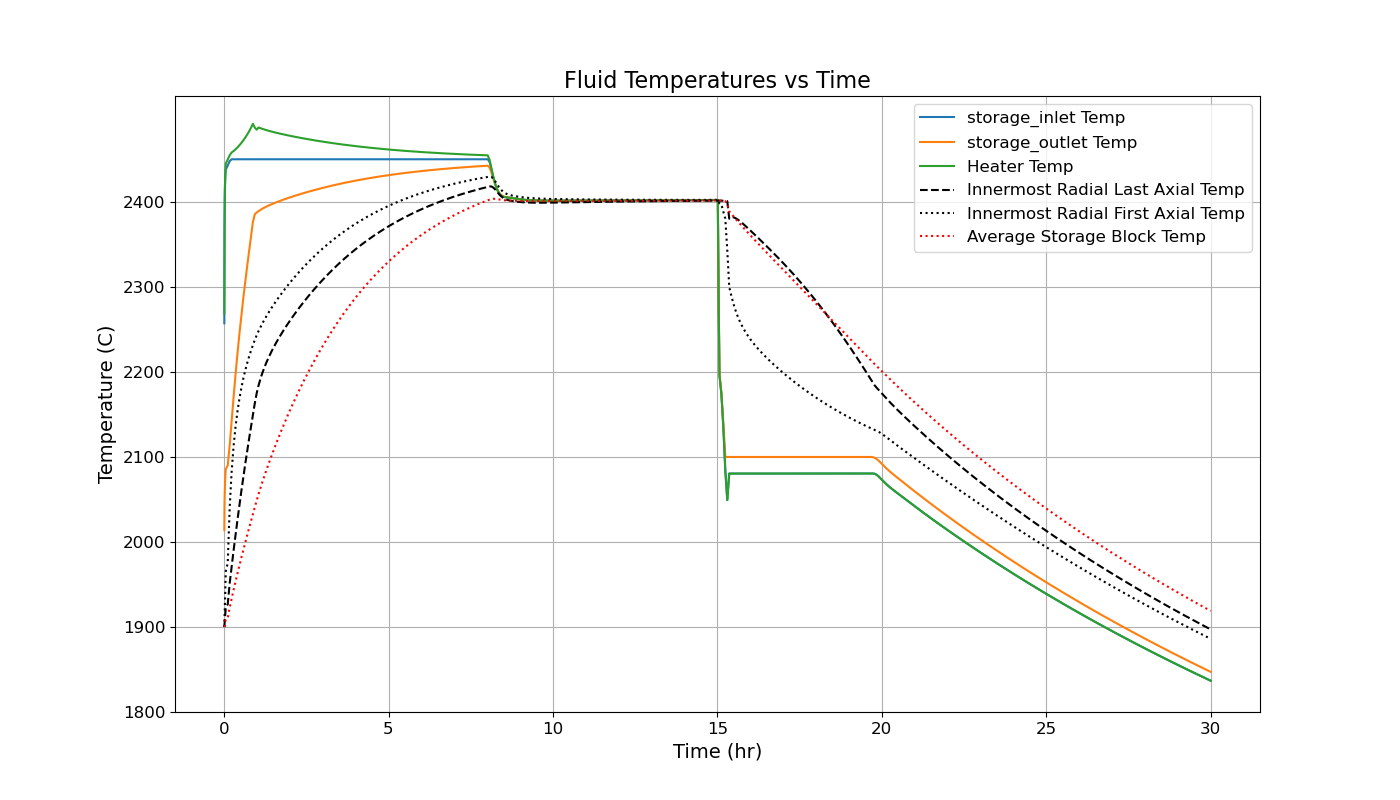 Fluid Temperatures vs Time
storage_inlet Temp
storage_outlet Temp
Heater Temp
Innermost Radial Last Axial Temp
Innermost Radial First Axial Temp
Average Storage Block Temp
Temperature (C)
2400
2300
2200
2100
2000
1900
1800
0 5 10 15 20 25 30
Time (hr)